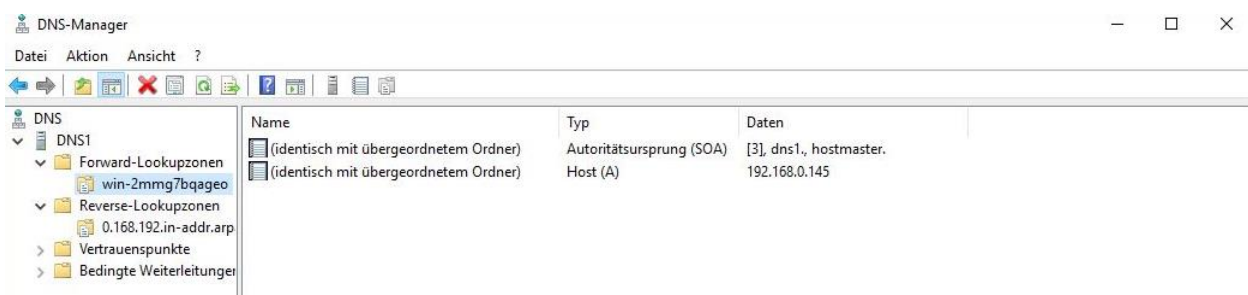 DNS-Manager
Datei Aktion Ansicht ?
DNS
DNS1
Forward-Lookupzonen
win-2mmg7bqageo
Reverse-Lookupzonen
0.168.192.in-addr.arp
Vertrauenspunkte
Bedingte Weiterleitunger
Name Typ Daten
(identisch mit übergeordnetem Ordner) Autoritätsursprung (SOA) [3], dns1., hostmaster.
(identisch mit übergeordnetem Ordner) Host (A) 192.168.0.145